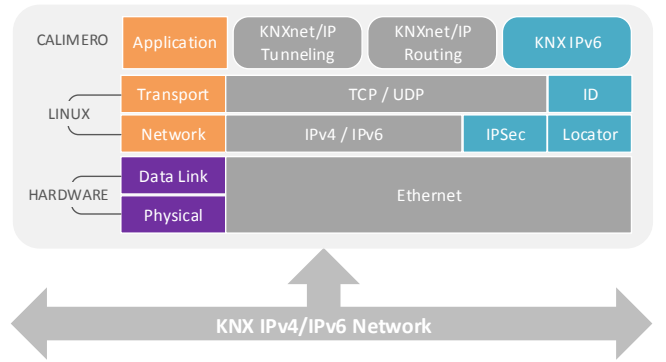 CALIMERO
Application
KNXnet/IP
Tunneling
KNXnet/IP
Routing
KNX IPv6
LINUX
Transport
TCP / UDP
ID
Network
IPv4 / IPv6
IPSec
Locator
HARDWARE
Data Link
Physical
Ethernet
KNX IPv4/IPv6 Network